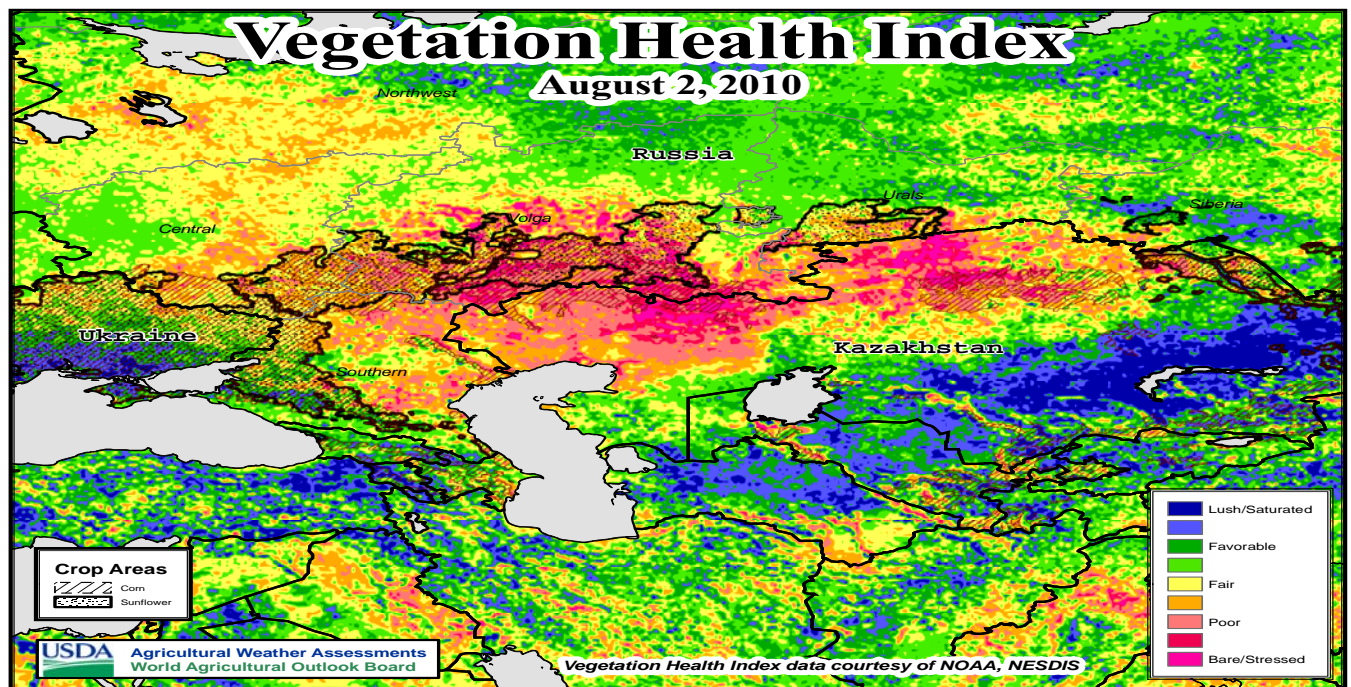 Vegetation Health Index
August 2, 2010
Northwest
Russia
Urals
Siberia
Volga
Central
Ukraine
Kazakhstan
Southern
Lush/Saturated
Favorable
Fair
Poor
Bare/Stressed
Crop Areas
Corn
Sunflower
USDA
Agricultural Weather Assessments
World Agricultural Outlook Board
Vegetation Health Index data courtesy of NOAA, NESDIS